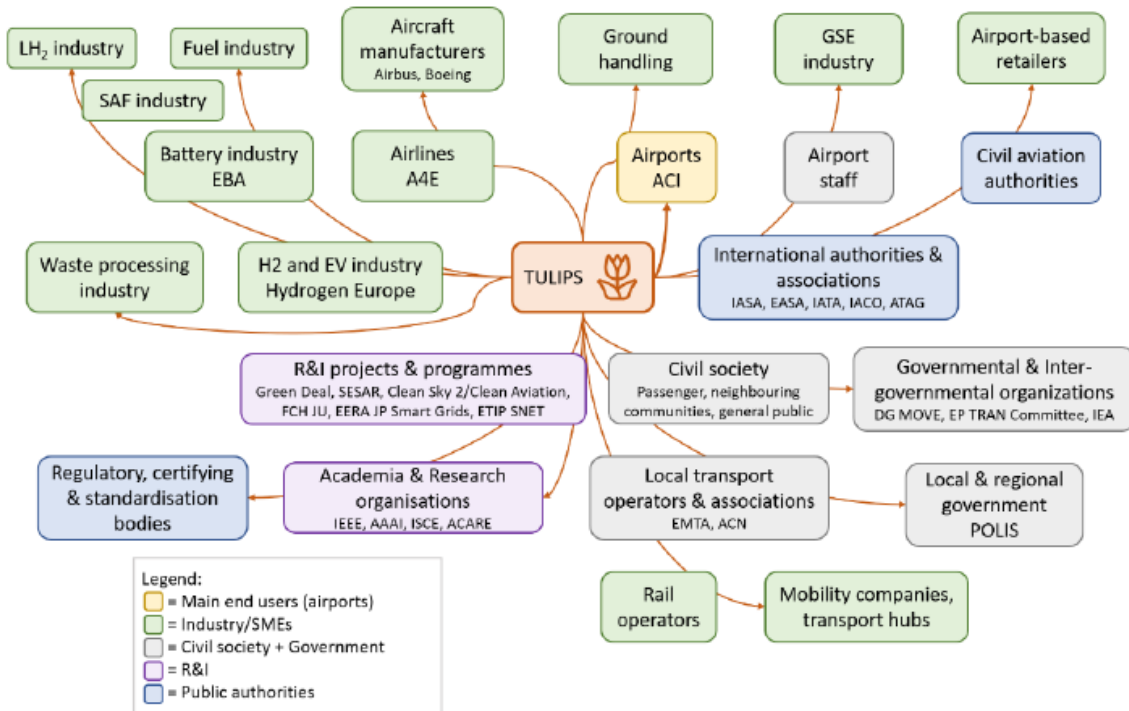 LH₂ industry
Fuel industry
SAF industry
Aircraft
manufacturers
Airbus, Boeing
Ground
handling
GSE
industry
Airport-based
retailers
Battery industry
EBA
Airlines
A4E
Airports
ACI
Airport
staff
Civil aviation
authorities
Waste processing
industry
H2 and EV industry
Hydrogen Europe
TULIPS
International authorities &
associations
IASA, EASA, IATA, IACO, ATAG
R&I projects & programmes
Green Deal, SESAR, Clean Sky 2/Clean Aviation,
FCH JU, EERA JP Smart Grids, ETIP SNET
Civil society
Passenger, neighbouring
communities, general public
Governmental & Inter-
governmental organizations
DG MOVE, EP TRAN Committee, IEA
Regulatory, certifying
& standardisation
bodies
Academia & Research
organisations
IEEE, AAAI, ISCE, ACARE
Local transport
operators & associations
EMTA, ACN
Local & regional
government
POLIS
Rail
operators
Mobility companies,
transport hubs
Legend:
= Main end users (airports)
= Industry/SMEs
= Civil society + Government
= R&I
= Public authorities